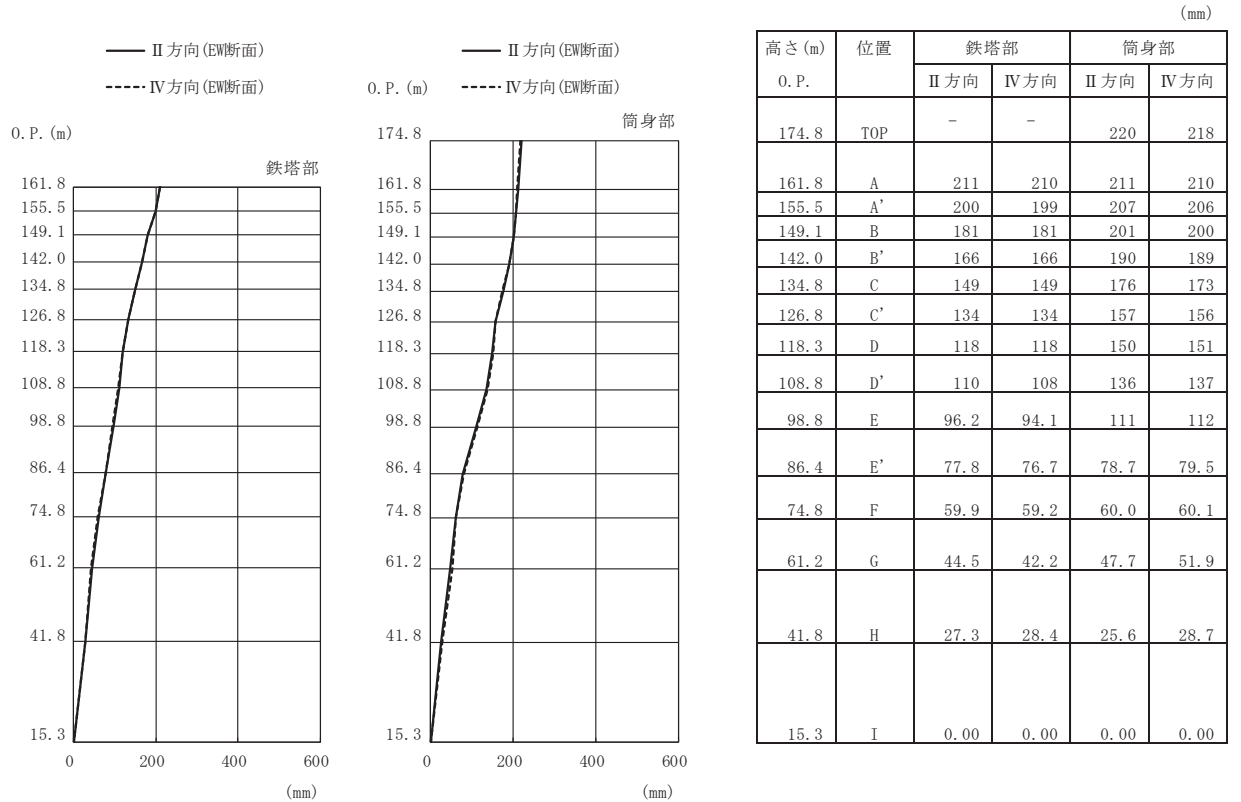 ── Ⅱ方向(EW断面)
----- Ⅳ方向(EW断面)
O.P.(m)
鉄塔部
161.8
155.5
149.1
142.0
134.8
126.8
118.3
108.8
98.8
86.4
74.8
61.2
41.8
15.3
0 200 400 600
(mm)
── Ⅱ方向(EW断面)
O.P.(m) ----- Ⅳ方向(EW断面)
筒身部
174.8
161.8
155.5
149.1
142.0
134.8
126.8
118.3
108.8
98.8
86.4
74.8
61.2
41.8
15.3
0 200 400 600
(mm)
(mm)
高さ(m) 位置 鉄塔部 筒身部
O.P. Ⅱ方向 Ⅳ方向 Ⅱ方向 Ⅳ方向
174.8 TOP − − 220 218
161.8 A 211 210 211 210
155.5 A' 200 199 207 206
149.1 B 181 181 201 200
142.0 B' 166 166 190 189
134.8 C 149 149 176 173
126.8 C' 134 134 157 156
118.3 D 118 118 150 151
108.8 D' 110 108 136 137
98.8 E 96.2 94.1 111 112
86.4 E' 77.8 76.7 78.7 79.5
74.8 F 59.9 59.2 60.0 60.1
61.2 G 44.5 42.2 47.7 51.9
41.8 H 27.3 28.4 25.6 28.7
15.3 I 0.00 0.00 0.00 0.00